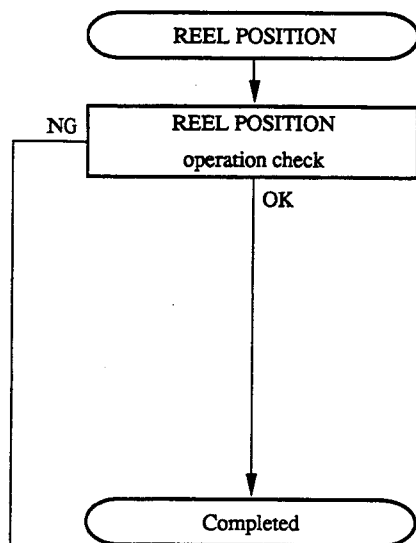 REEL POSITION
NG
REEL POSITION
operation check
OK
Completed